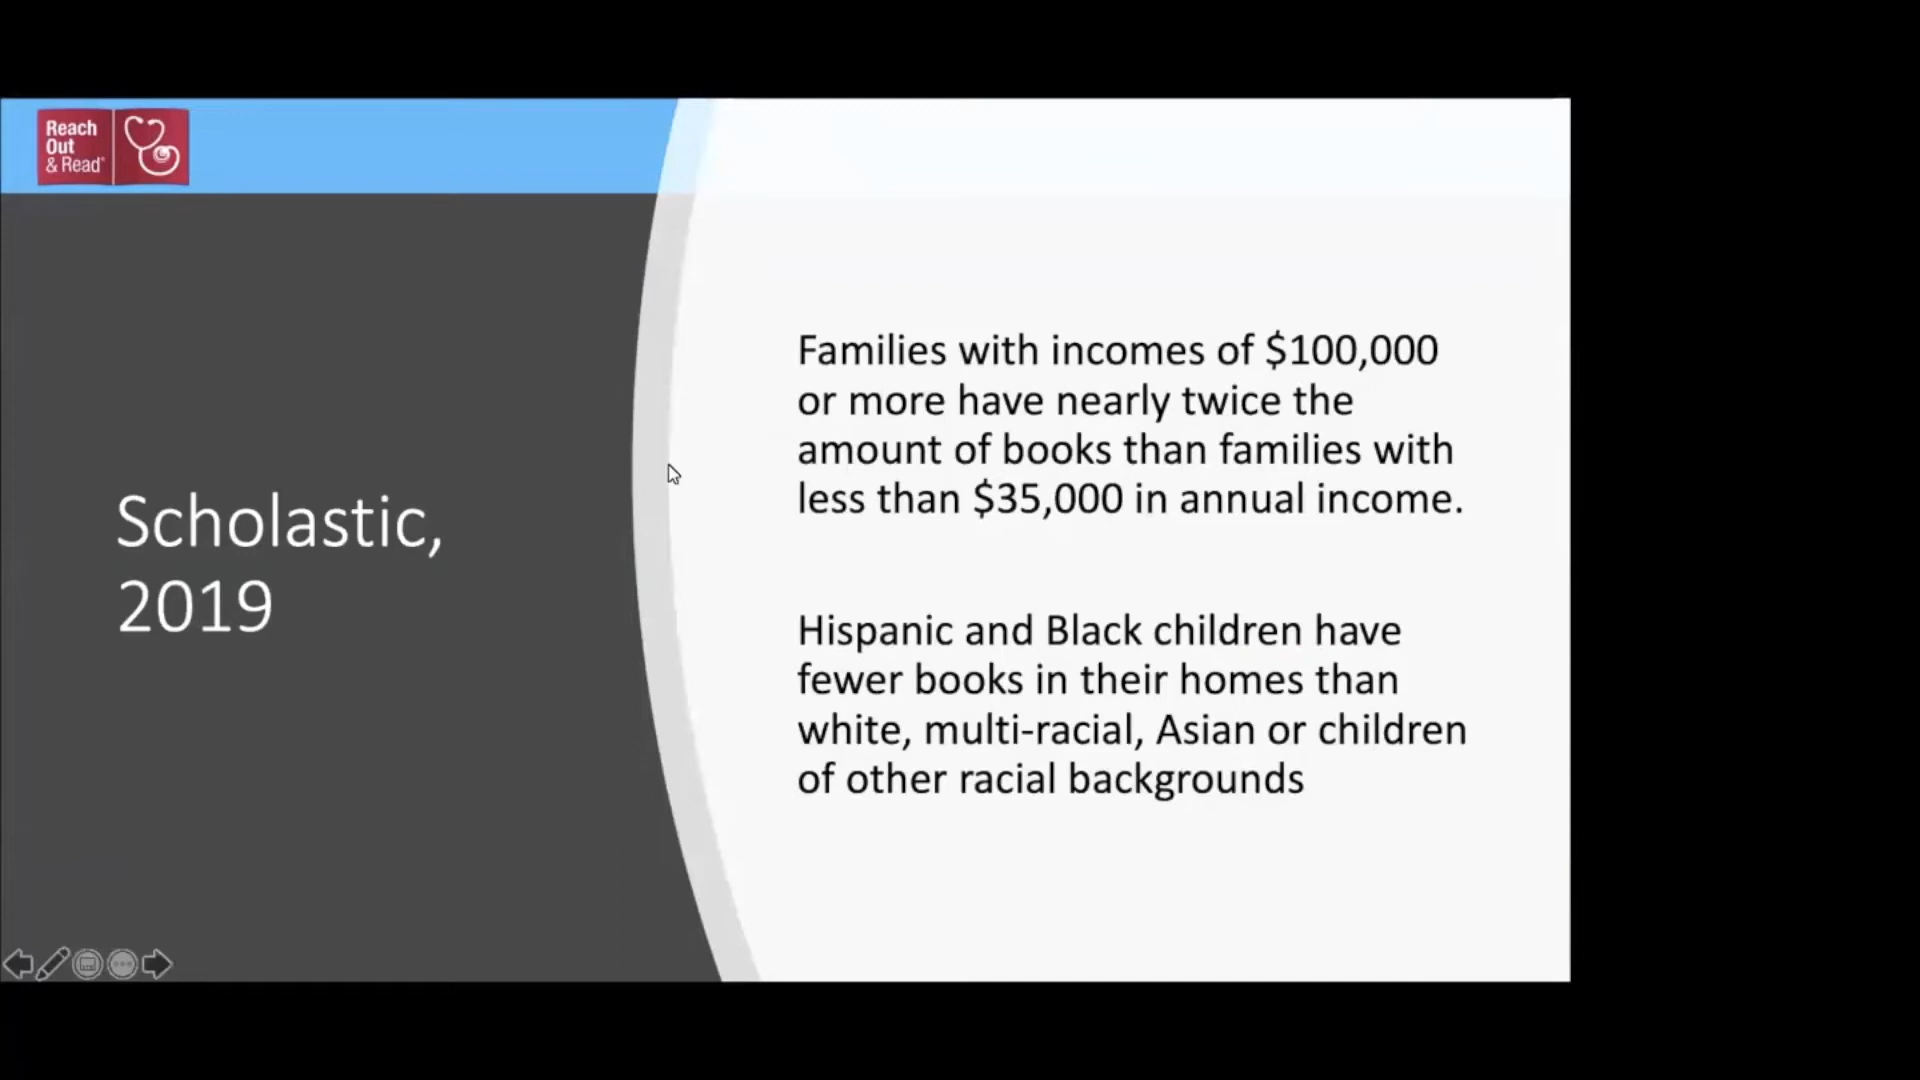 Reach
Out
& Read®
Scholastic,
2019
Families with incomes of $100,000
or more have nearly twice the
amount of books than families with
less than $35,000 in annual income.
Hispanic and Black children have
fewer books in their homes than
white, multi-racial, Asian or children
of other racial backgrounds